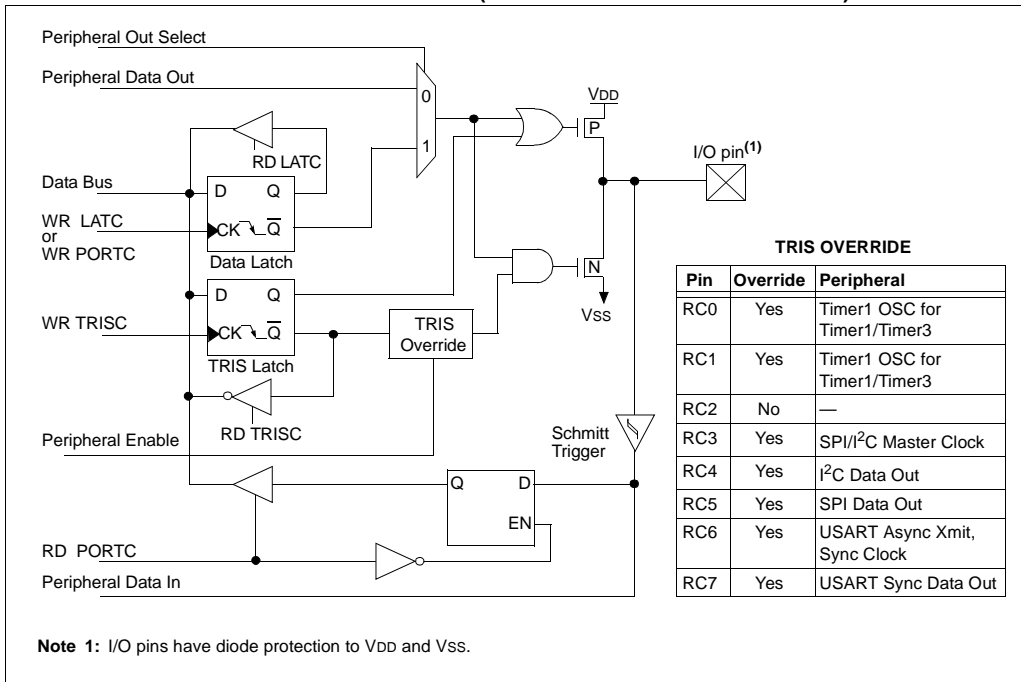 Peripheral Out Select
Peripheral Data Out
0
1
VDD
P
I/O pin(1)
RD LATC
Data Bus
D Q
WR LATC
or
WR PORTC
CK Q
Data Latch
N
VSS
D Q
WR TRISC
CK Q
TRIS Latch
TRIS
Override
RD TRISC
Peripheral Enable
Schmitt
Trigger
Q D
EN
RD PORTC
Peripheral Data In
TRIS OVERRIDE
Pin Override Peripheral
RC0 Yes Timer1 OSC for
Timer1/Timer3
RC1 Yes Timer1 OSC for
Timer1/Timer3
RC2 No —
RC3 Yes SPI/I2C Master Clock
RC4 Yes I2C Data Out
RC5 Yes SPI Data Out
RC6 Yes USART Async Xmit,
Sync Clock
RC7 Yes USART Sync Data Out
Note 1: I/O pins have diode protection to VDD and VSS.